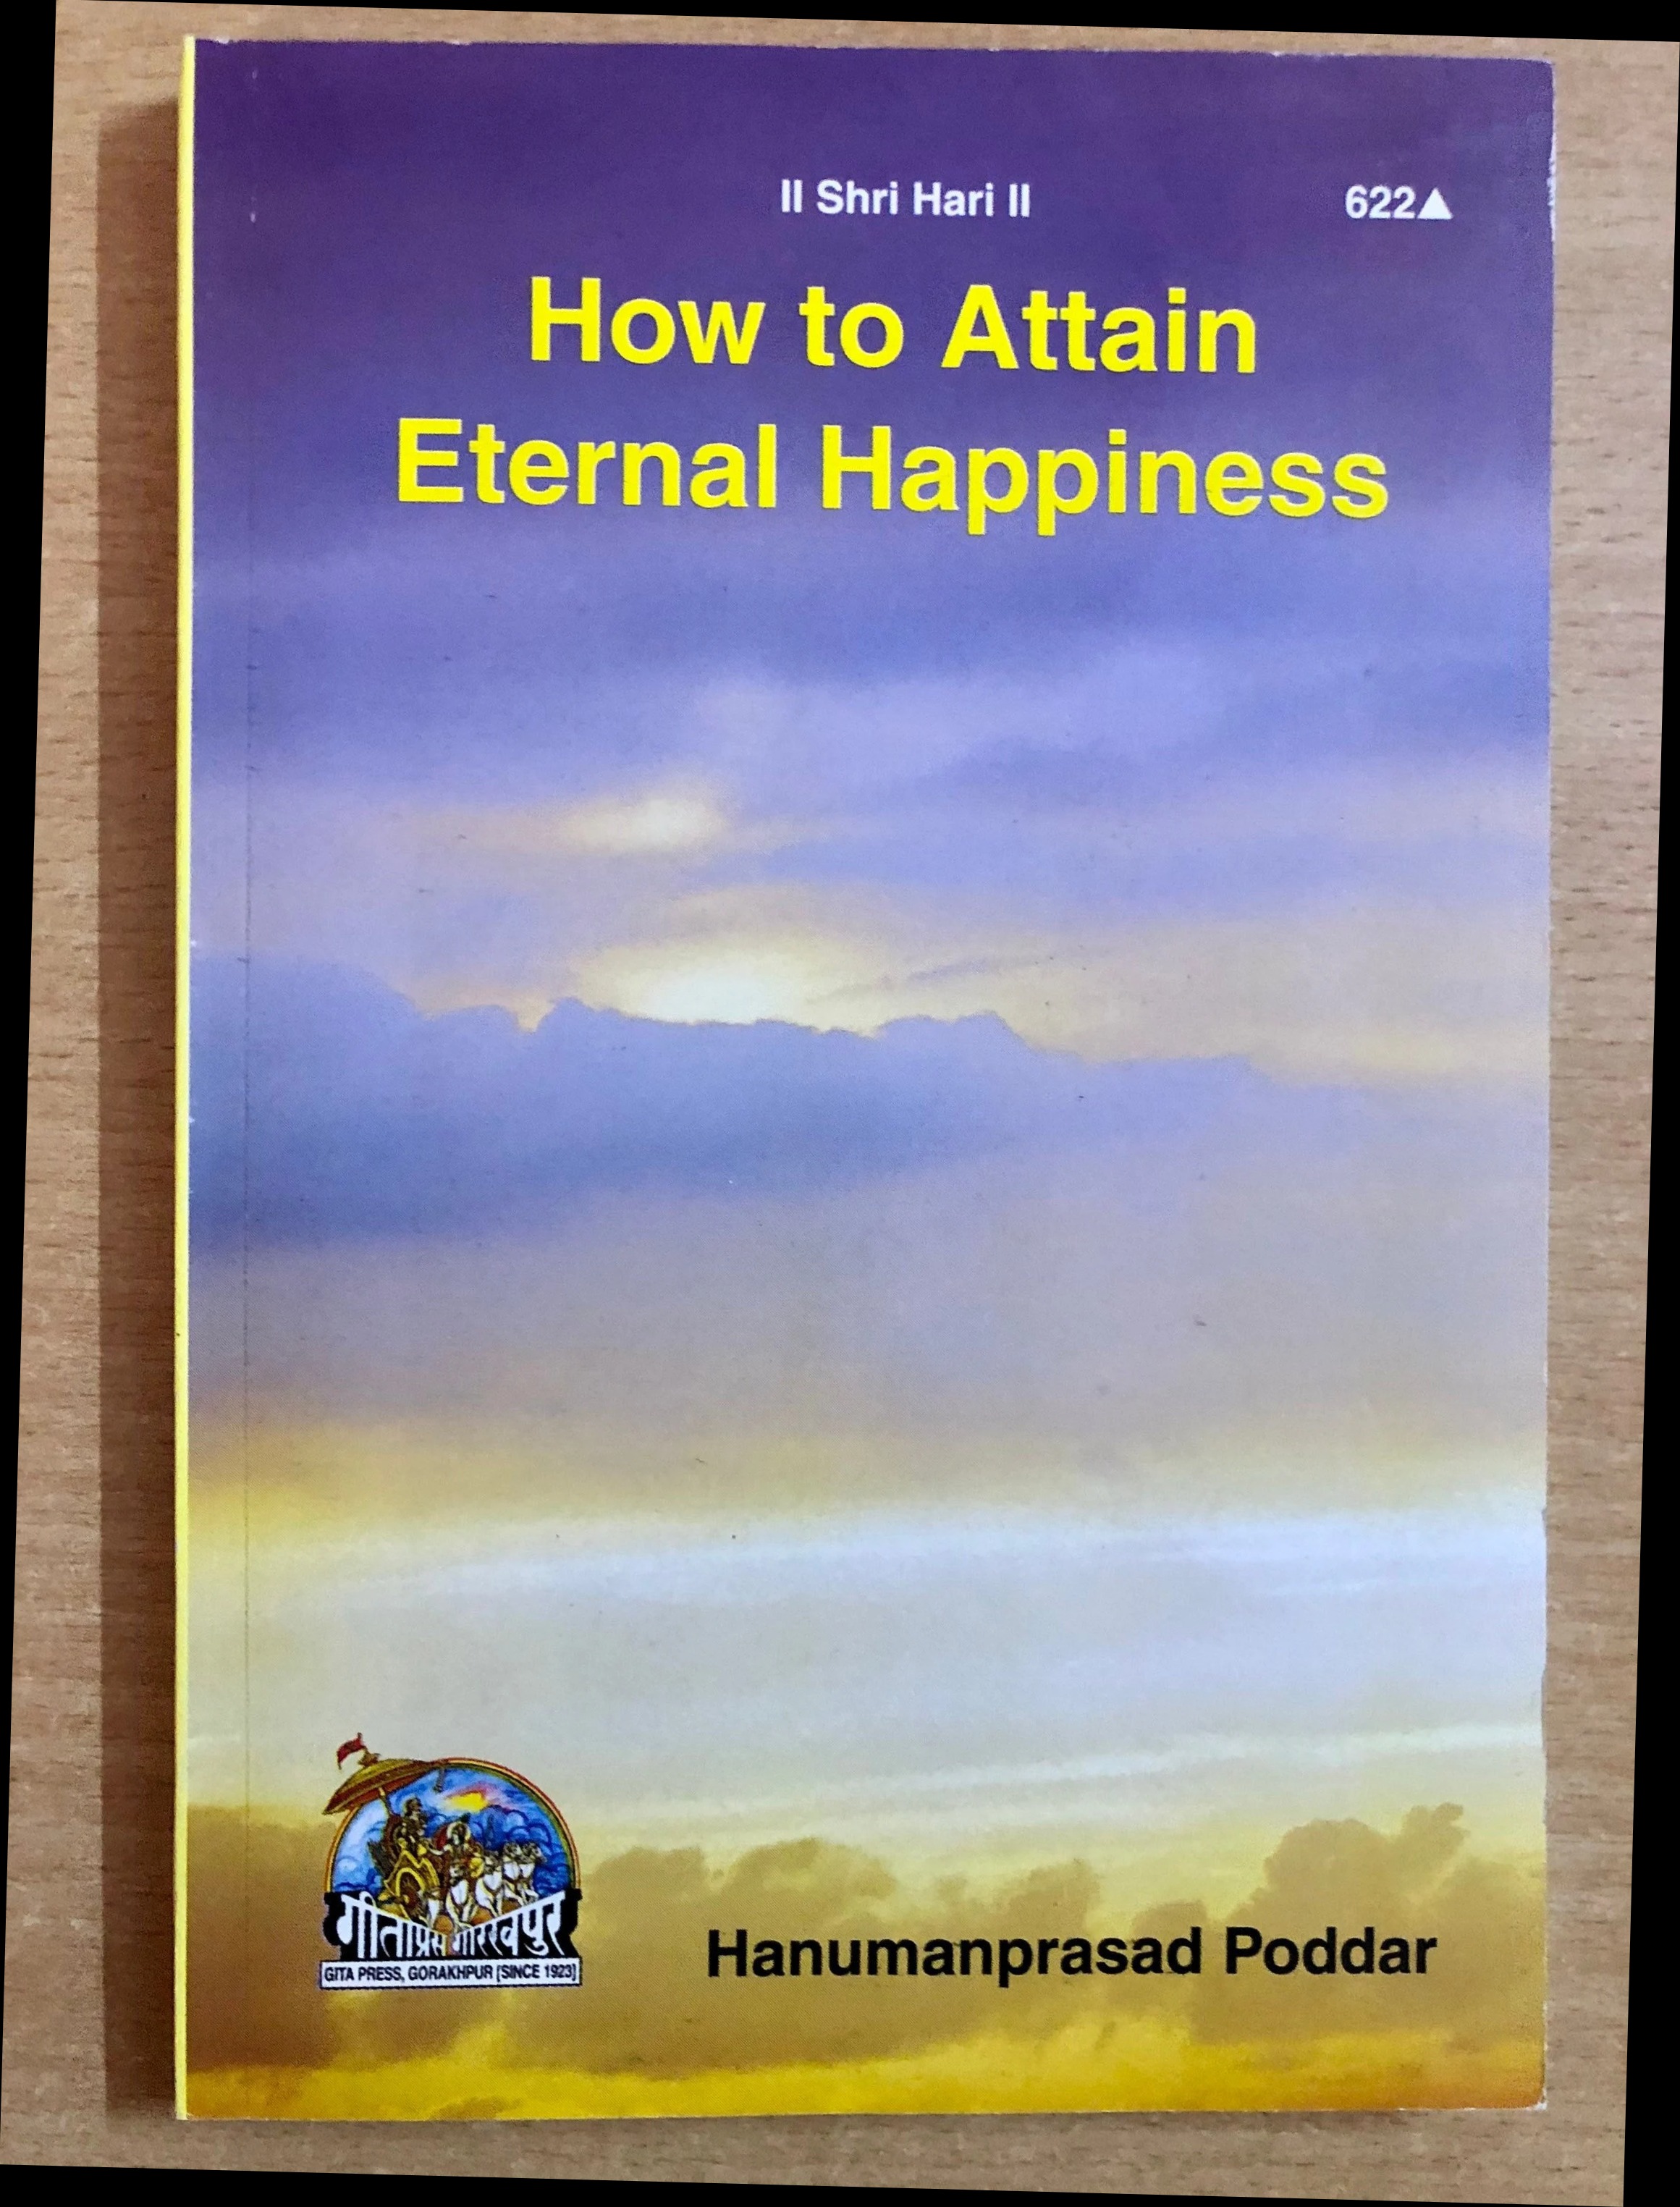 II Shri Hari II
622▲
How to Attain
Eternal Happiness
गीताप्रेस गोरखपुर
GITA PRESS, GORAKHPUR [SINCE 1923]
Hanumanprasad Poddar